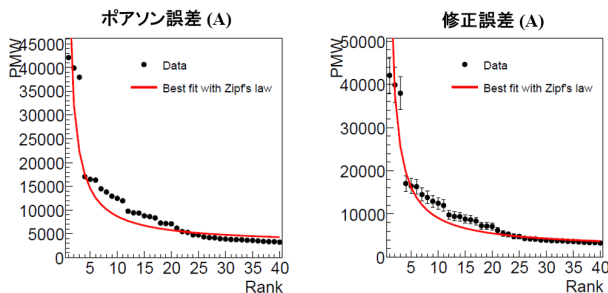 ポアソン誤差 (A)
PMW
45000
40000
35000
30000
25000
20000
15000
10000
5000
0
Data
Best fit with Zipf's law
5 10 15 20 25 30 35 40
Rank
修正誤差 (A)
PMW
50000
40000
30000
20000
10000
0
Data
Best fit with Zipf's law
5 10 15 20 25 30 35 40
Rank